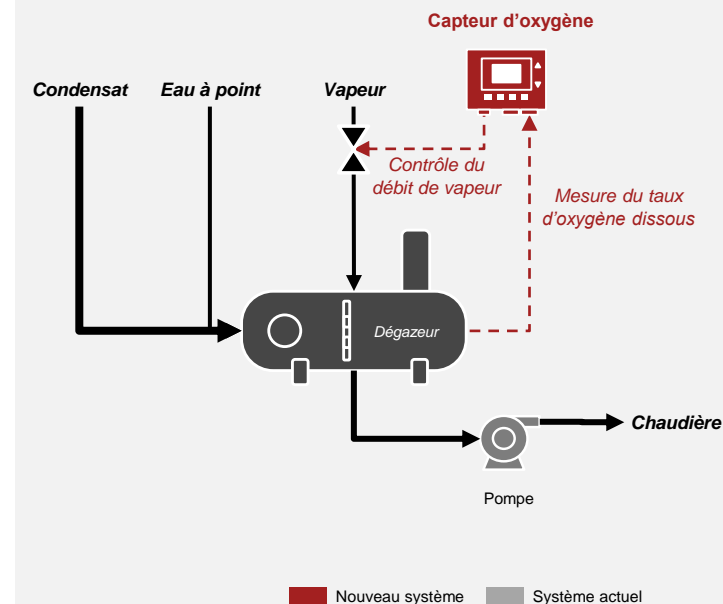 Capteur d'oxygène
Condensat
Eau à point
Vapeur
Contrôle du
débit de vapeur
Mesure du taux
d'oxygène dissous
Dégazeur
Chaudière
Pompe
Nouveau système
Système actuel